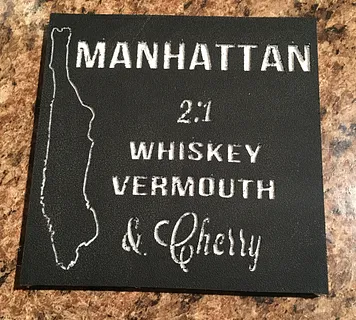 MANHATTAN
2:1
WHISKEY
VERMOUTH
& Cherry